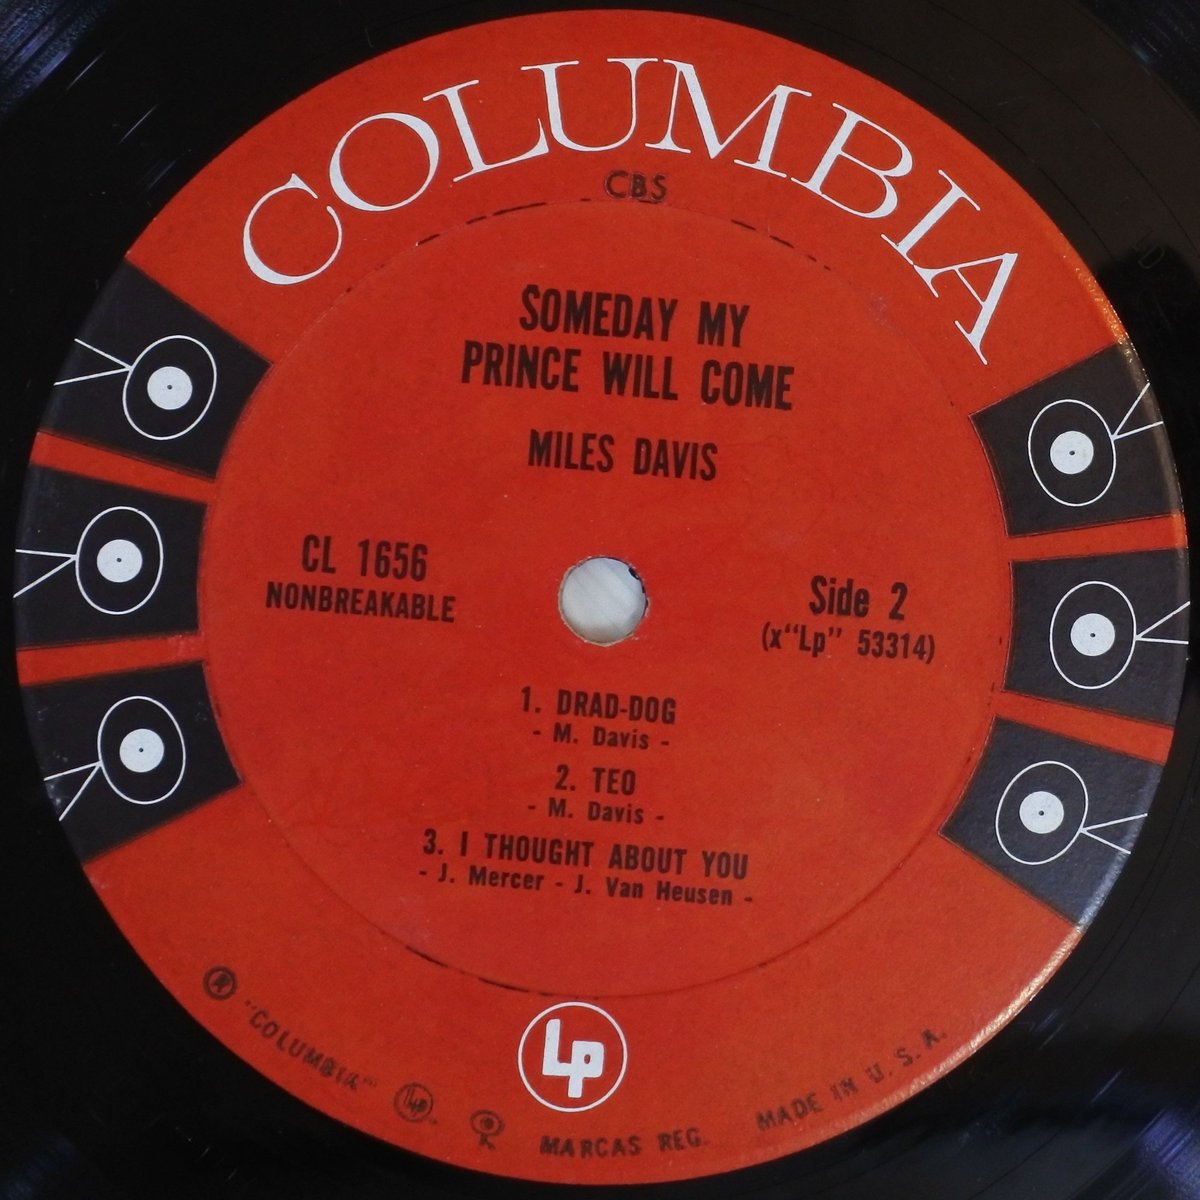 COLUMBIA
CBS
SOMEDAY MY
PRINCE WILL COME
MILES DAVIS
CL 1656
NONBREAKABLE
Side 2
(x“Lp” 53314)
1. DRAD-DOG
- M. Davis -
2. TEO
- M. Davis -
3. I THOUGHT ABOUT YOU
- J. Mercer - J. Van Heusen -
Lp
® "COLUMBIA" MARCAS REG. MADE IN U.S.A.